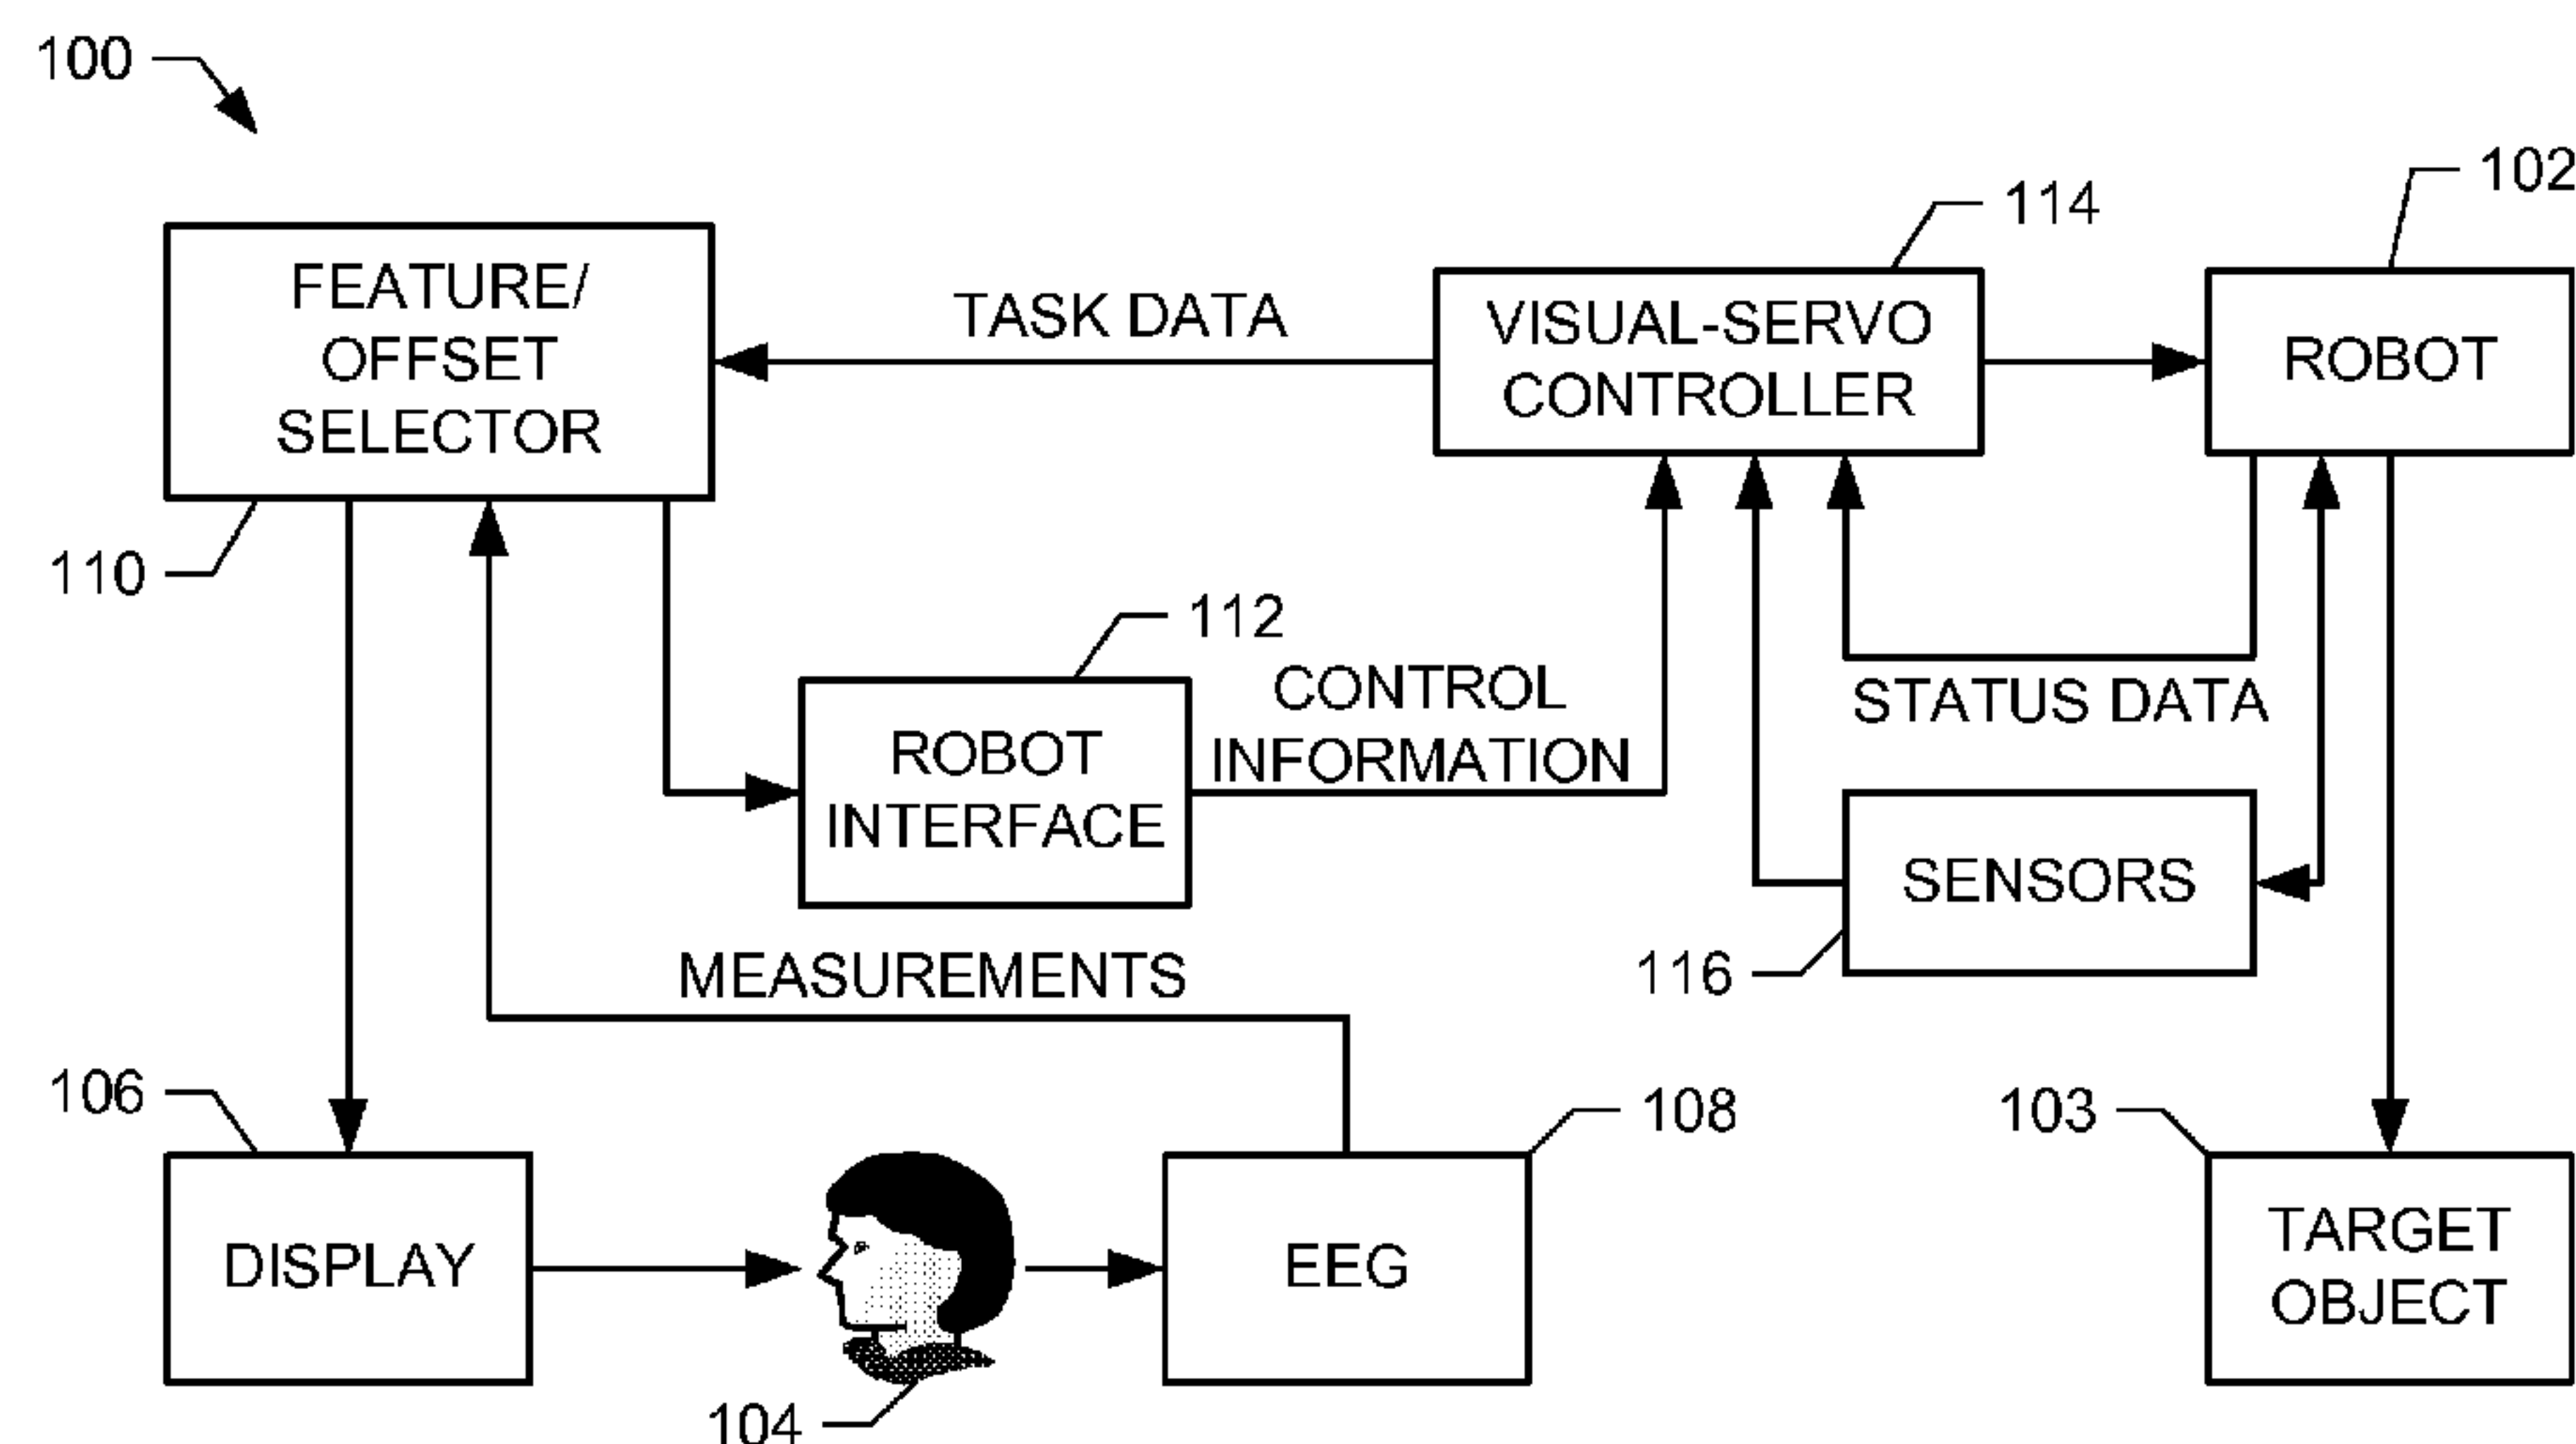 100
102
114
FEATURE/
OFFSET
SELECTOR
TASK DATA
VISUAL-SERVO
CONTROLLER
ROBOT
110
112
ROBOT
INTERFACE
CONTROL
INFORMATION
STATUS DATA
SENSORS
116
MEASUREMENTS
106
108
103
DISPLAY
EEG
TARGET
OBJECT
104